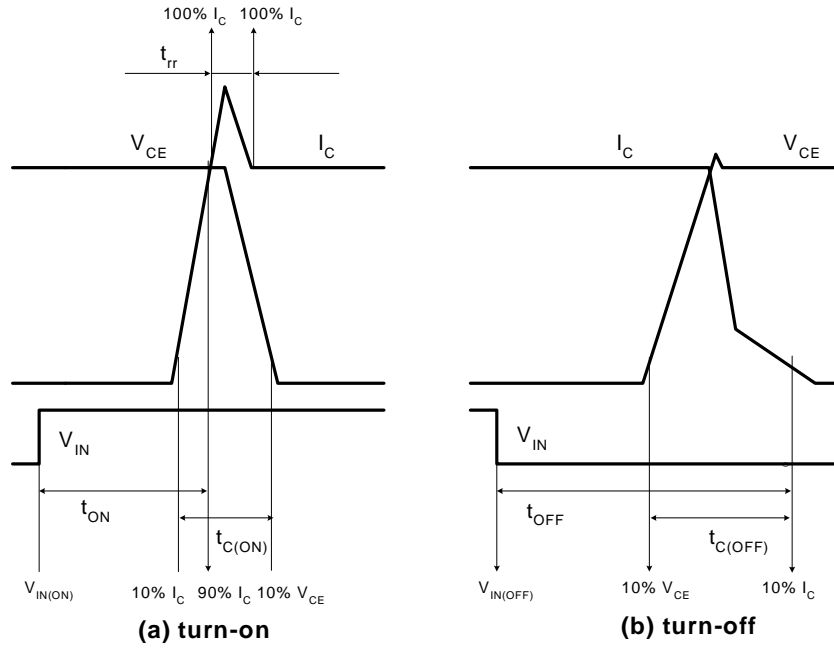 100% I_C 100% I_C
t_rr
V_CE I_C
I_C V_CE
V_IN
V_IN
t_ON
t_OFF
t_C(ON)
t_C(OFF)
V_IN(ON) 10% I_C 90% I_C 10% V_CE
V_IN(OFF) 10% V_CE 10% I_C
(a) turn-on
(b) turn-off